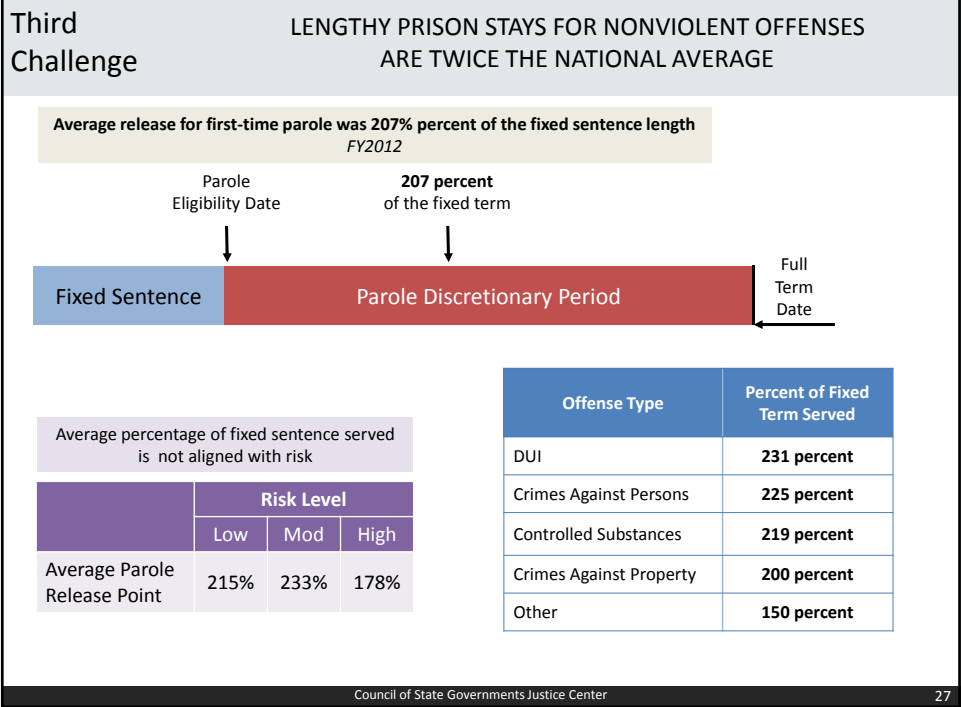 Third
Challenge
LENGTHY PRISON STAYS FOR NONVIOLENT OFFENSES
ARE TWICE THE NATIONAL AVERAGE
Average release for first-time parole was 207% percent of the fixed sentence length
FY2012
Parole
Eligibility Date
207 percent
of the fixed term
Fixed Sentence
Parole Discretionary Period
Full
Term
Date
Average percentage of fixed sentence served
is not aligned with risk
Risk Level
Low Mod High
Average Parole
Release Point
215% 233% 178%
Offense Type
Percent of Fixed
Term Served
DUI 231 percent
Crimes Against Persons 225 percent
Controlled Substances 219 percent
Crimes Against Property 200 percent
Other 150 percent
Council of State Governments Justice Center
27